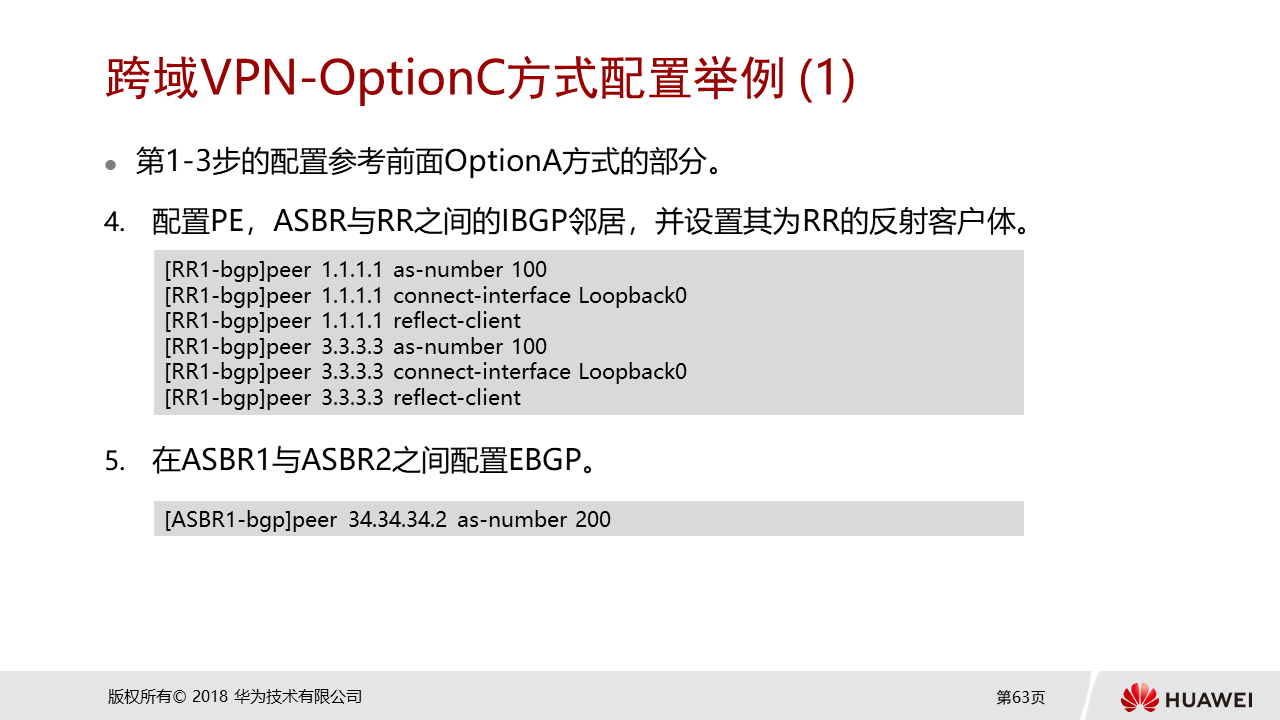 跨域VPN-OptionC方式配置举例 (1)
● 第1-3步的配置参考前面OptionA方式的部分。
4. 配置PE，ASBR与RR之间的IBGP邻居，并设置其为RR的反射客户体。
[RR1-bgp]peer 1.1.1.1 as-number 100
[RR1-bgp]peer 1.1.1.1 connect-interface Loopback0
[RR1-bgp]peer 1.1.1.1 reflect-client
[RR1-bgp]peer 3.3.3.3 as-number 100
[RR1-bgp]peer 3.3.3.3 connect-interface Loopback0
[RR1-bgp]peer 3.3.3.3 reflect-client
5. 在ASBR1与ASBR2之间配置EBGP。
[ASBR1-bgp]peer 34.34.34.2 as-number 200
版权所有© 2018 华为技术有限公司
第63页
HUAWEI